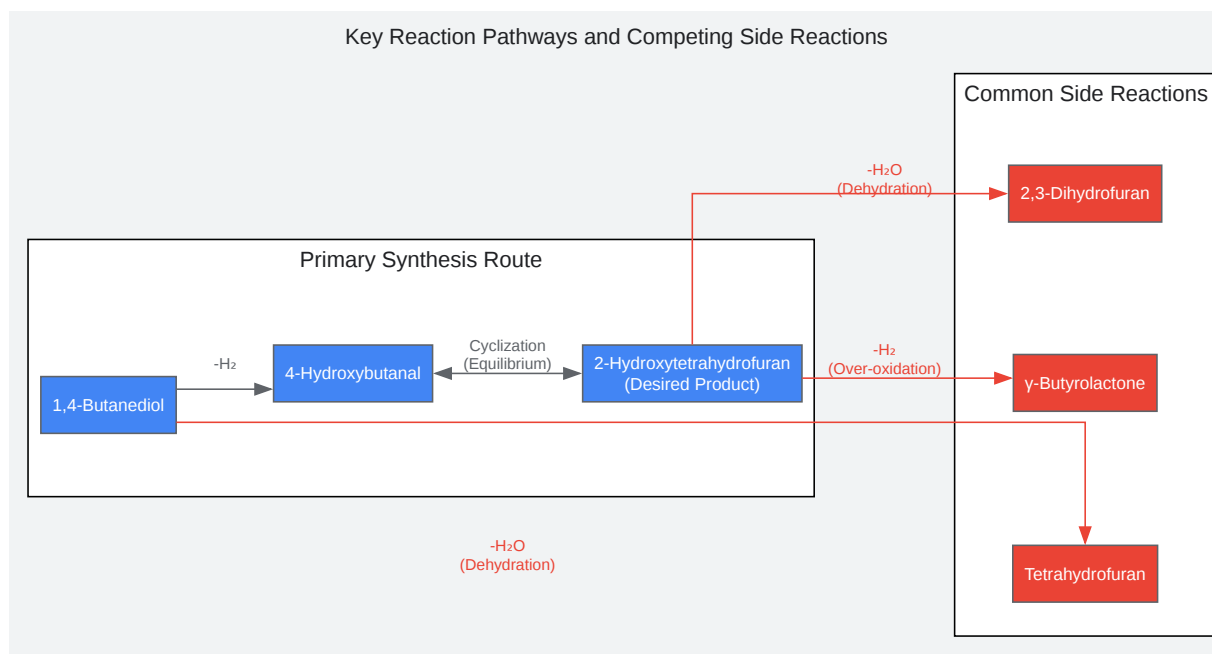 Key Reaction Pathways and Competing Side Reactions
Common Side Reactions
-H₂O
(Dehydration)
2,3-Dihydrofuran
Primary Synthesis Route
-H₂
Cyclization
(Equilibrium)
-H₂
(Over-oxidation)
1,4-Butanediol
4-Hydroxybutanal
2-Hydroxytetrahydrofuran
(Desired Product)
γ-Butyrolactone
-H₂O
(Dehydration)
Tetrahydrofuran